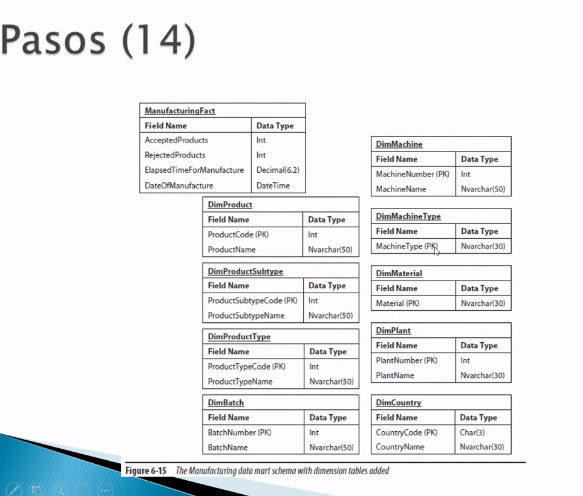 Pasos (14)
ManufacturingFact
Field Name Data Type
AcceptedProducts Int
RejectedProducts Int
ElapsedTimeForManufacture Decimal(6,2)
DateOfManufacture DateTime
DimProduct
Field Name Data Type
ProductCode (PK) Int
ProductName Nvarchar(50)
DimProductSubtype
Field Name Data Type
ProductSubtypeCode (PK) Int
ProductSubtypeName Nvarchar(50)
DimProductType
Field Name Data Type
ProductTypeCode (PK) Int
ProductTypeName Nvarchar(50)
DimBatch
Field Name Data Type
BatchNumber (PK) Int
BatchName Nvarchar(50)
DimMachine
Field Name Data Type
MachineNumber (PK) Int
MachineName Nvarchar(50)
DimMachineType
Field Name Data Type
MachineType (PK) Nvarchar(30)
DimMaterial
Field Name Data Type
Material (PK) Nvarchar(30)
DimPlant
Field Name Data Type
PlantNumber (PK) Int
PlantName Nvarchar(30)
DimCountry
Field Name Data Type
CountryCode (PK) Char(3)
CountryName Nvarchar(30)
Figure 6-15 The Manufacturing data mart schema with dimension tables added